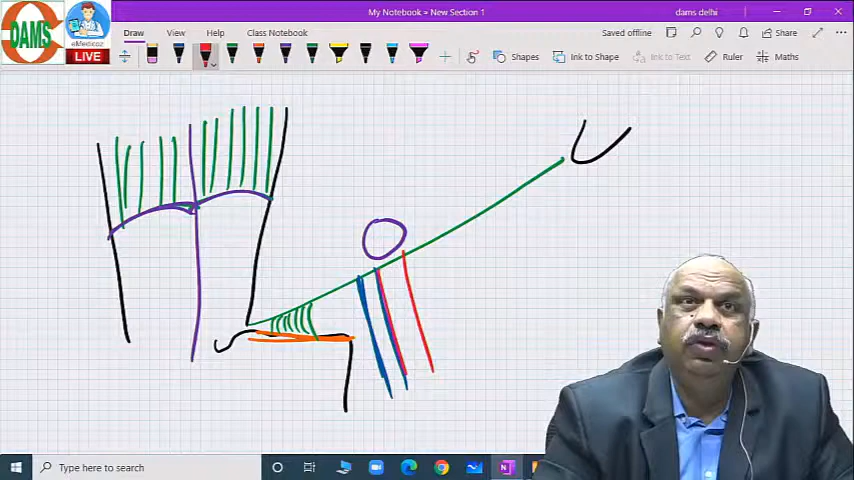 My Notebook » New Section 1
dams delhi
DAMS
eMedicoz
LIVE
Draw
View
Help
Class Notebook
Saved offline
Share
Shapes
Ink to Shape
Ink to Text
Ruler
Maths
Type here to search